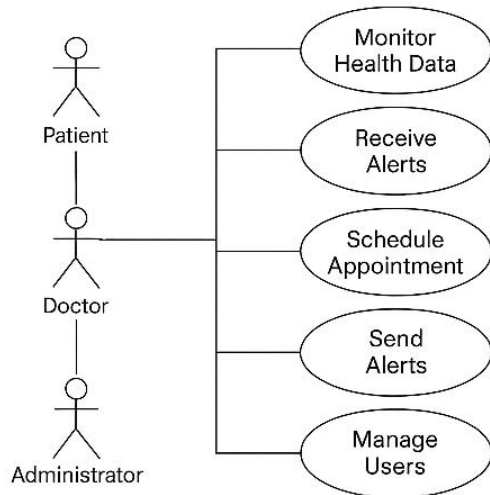 Patient
Doctor
Administrator
Monitor
Health Data
Receive
Alerts
Schedule
Appointment
Send
Alerts
Manage
Users